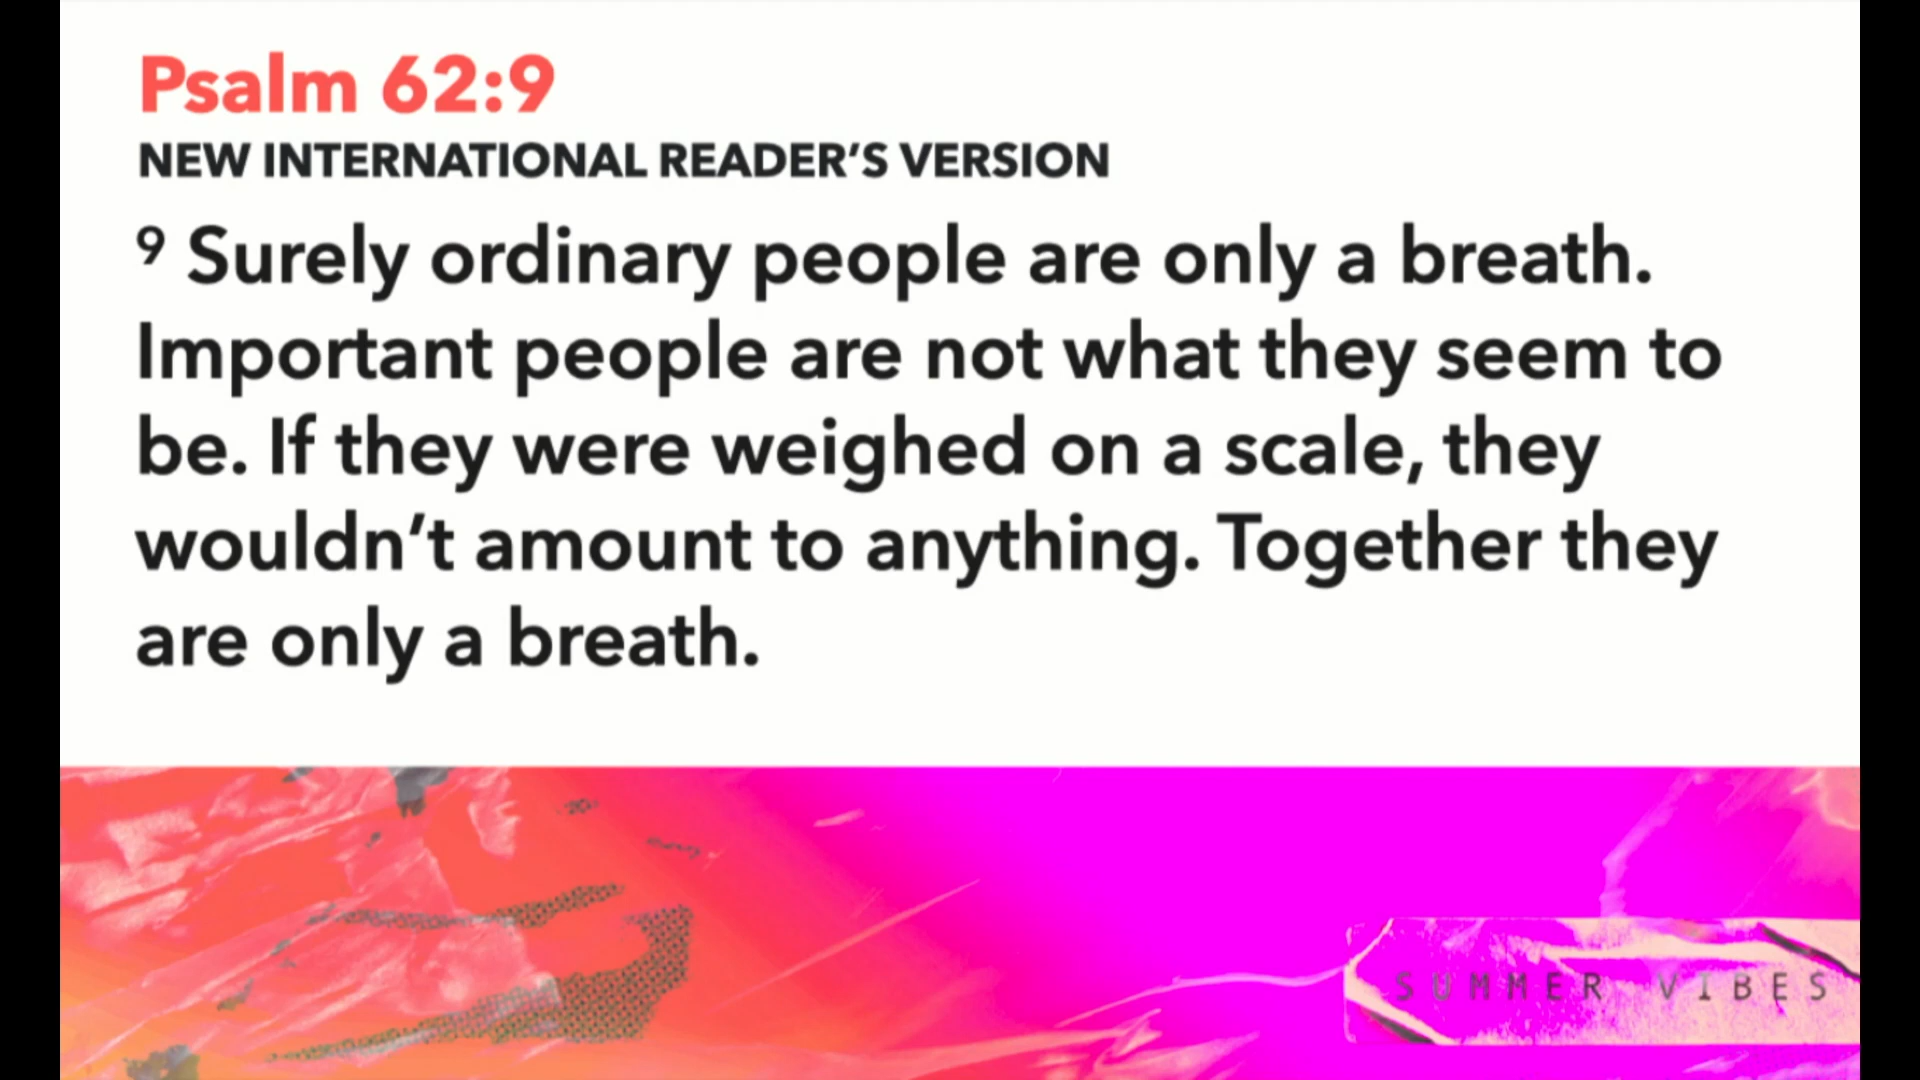 Psalm 62:9
NEW INTERNATIONAL READER’S VERSION
⁹ Surely ordinary people are only a breath.
Important people are not what they seem to
be. If they were weighed on a scale, they
wouldn’t amount to anything. Together they
are only a breath.
SUMMER VIBES